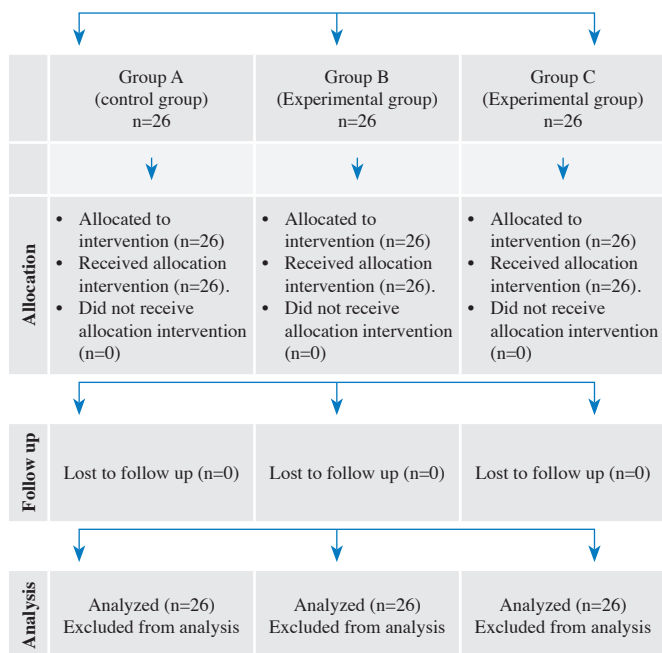 Group A
(control group)
n=26
Group B
(Experimental group)
n=26
Group C
(Experimental group)
n=26
Allocation
• Allocated to
intervention (n=26)
• Received allocation
intervention (n=26).
• Did not receive
allocation intervention
(n=0)
• Allocated to
intervention (n=26)
• Received allocation
intervention (n=26).
• Did not receive
allocation intervention
(n=0)
• Allocated to
intervention (n=26)
• Received allocation
intervention (n=26).
• Did not receive
allocation intervention
(n=0)
Follow up
Lost to follow up (n=0)
Lost to follow up (n=0)
Lost to follow up (n=0)
Analysis
Analyzed (n=26)
Excluded from analysis
Analyzed (n=26)
Excluded from analysis
Analyzed (n=26)
Excluded from analysis